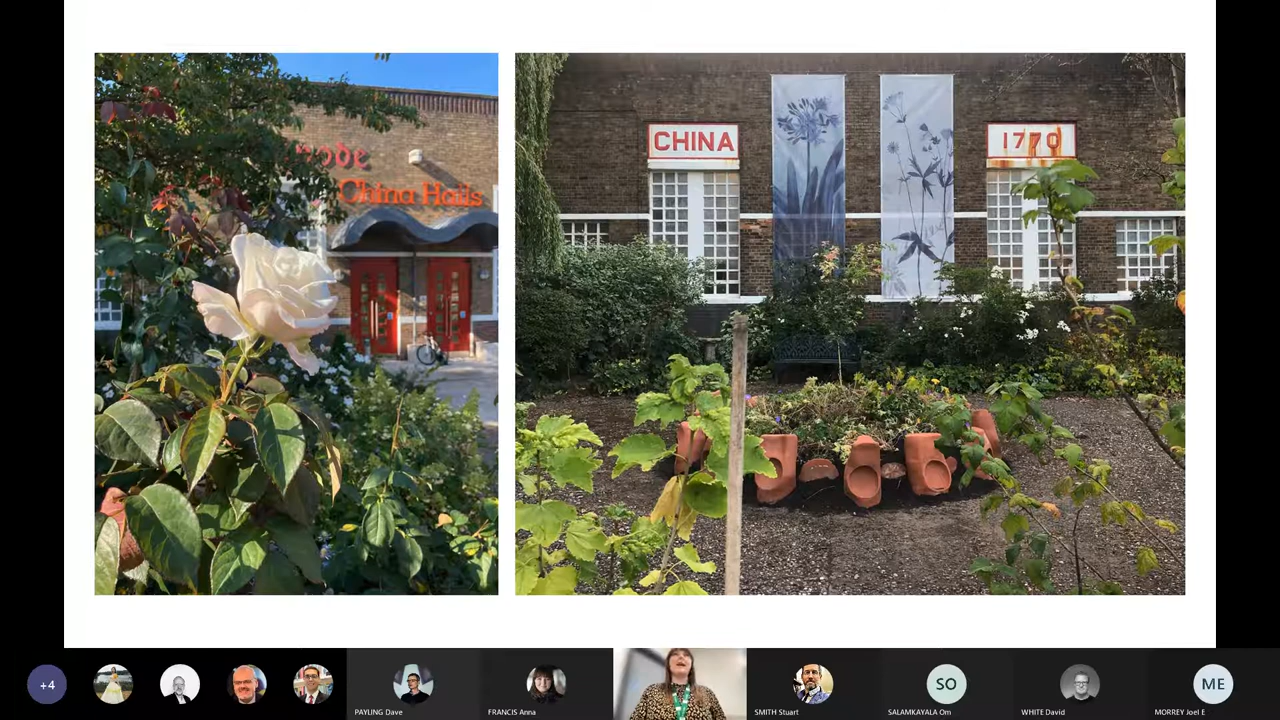 China Halls
CHINA
1770
+4
PAYLING Dave
FRANCIS Anna
SMITH Stuart
SO
SALAMKAYALA Om
WHITE David
ME
MORREY Joel E